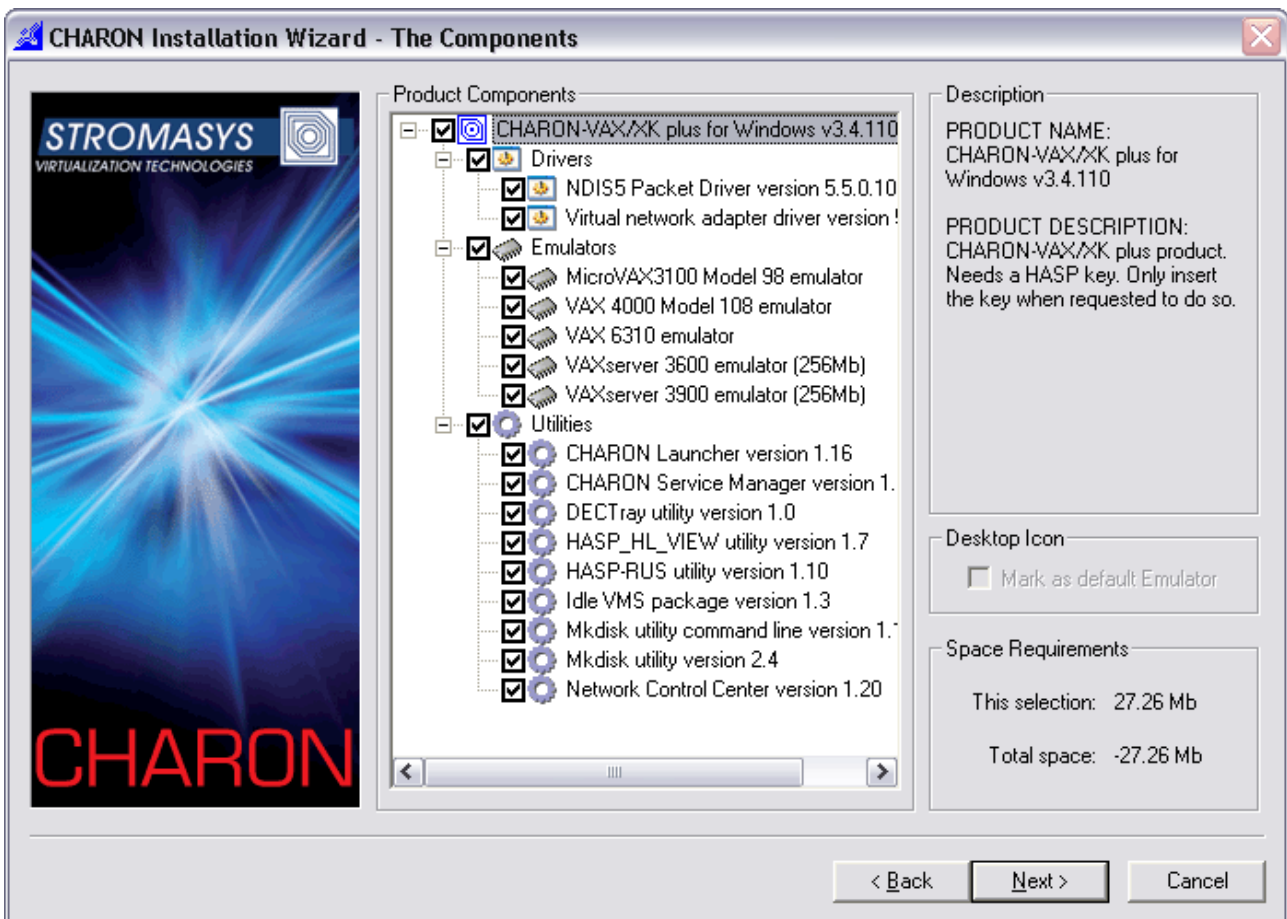 CHARON Installation Wizard - The Components
STROMASYS
VIRTUALIZATION TECHNOLOGIES
CHARON
Product Components
CHARON-VAX/XK plus for Windows v3.4.110
Drivers
NDIS5 Packet Driver version 5.5.0.10
Virtual network adapter driver version
Emulators
MicroVAX3100 Model 98 emulator
VAX 4000 Model 108 emulator
VAX 6310 emulator
VAXserver 3600 emulator (256Mb)
VAXserver 3900 emulator (256Mb)
Utilities
CHARON Launcher version 1.16
CHARON Service Manager version 1.
DECTray utility version 1.0
HASP_HL_VIEW utility version 1.7
HASP-RUS utility version 1.10
Idle VMS package version 1.3
Mkdisk utility command line version 1.
Mkdisk utility version 2.4
Network Control Center version 1.20
Description
PRODUCT NAME:
CHARON-VAX/XK plus for
Windows v3.4.110
PRODUCT DESCRIPTION:
CHARON-VAX/XK plus product.
Needs a HASP key. Only insert
the key when requested to do so.
Desktop Icon
Mark as default Emulator
Space Requirements
This selection: 27.26 Mb
Total space: -27.26 Mb
< Back
Next >
Cancel